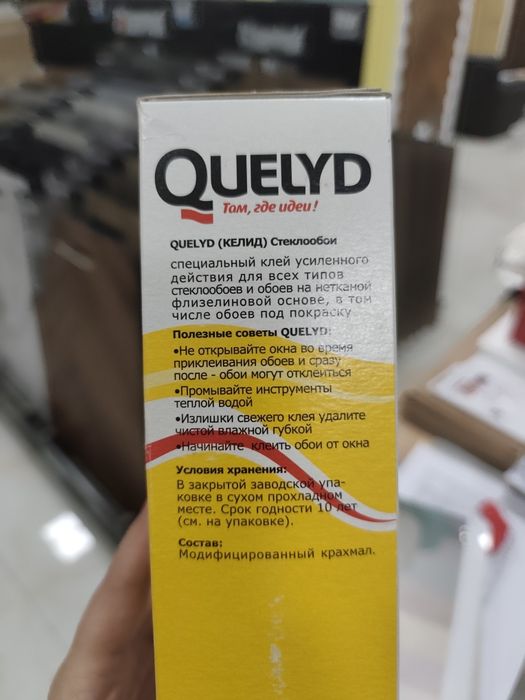 QUELYD
Там, где идеи!
QUELYD (КЕЛИД) Стеклообои
специальный клей усиленного
действия для всех типов
стеклообоев и обоев на нетканой
флизелиновой основе, в том
числе обоев под покраску
Полезные советы QUELYD:
•Не открывайте окна во время
приклеивания обоев и сразу
после - обои могут отклеиться
•Промывайте инструменты
теплой водой
•Излишки свежего клея удалите
чистой влажной губкой
•Начинайте клеить обои от окна
Условия хранения:
В закрытой заводской упа-
ковке в сухом прохладном
месте. Срок годности 10 лет
(см. на упаковке).
Состав:
Модифицированный крахмал.